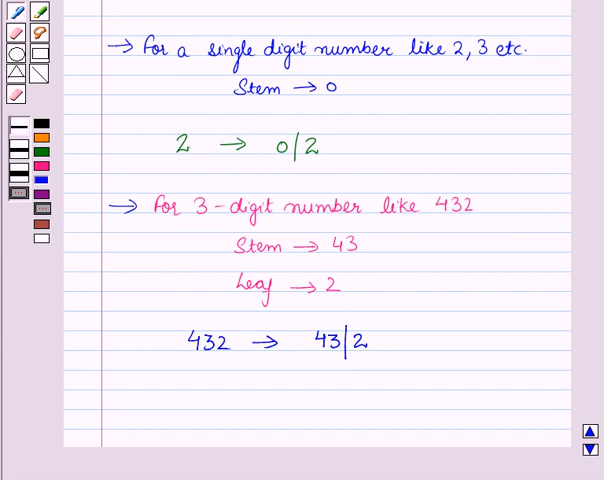 → For a single digit number like 2, 3 etc.
Stem → 0
2 → 0|2
→ For 3-digit number like 432
Stem → 43
Leaf → 2
432 → 43|2